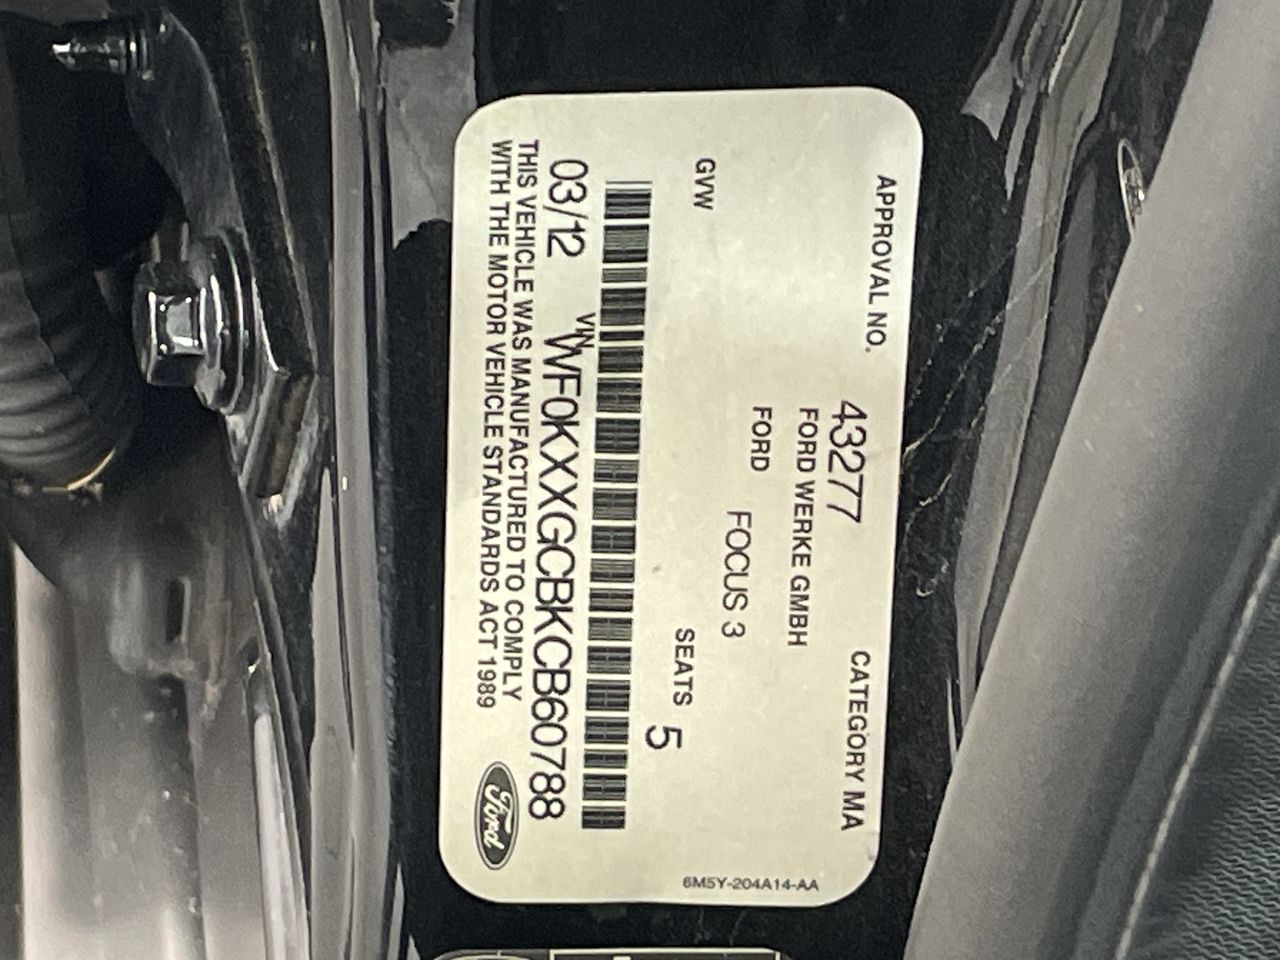 APPROVAL NO. 43277 CATEGORY MA
FORD WERKE GMBH
FORD FOCUS 3
GVW SEATS 5
VIN
03/12 WF0KXXGCBKCB60788
THIS VEHICLE WAS MANUFACTURED TO COMPLY
WITH THE MOTOR VEHICLE STANDARDS ACT 1989
Ford
6M5Y-204A14-AA